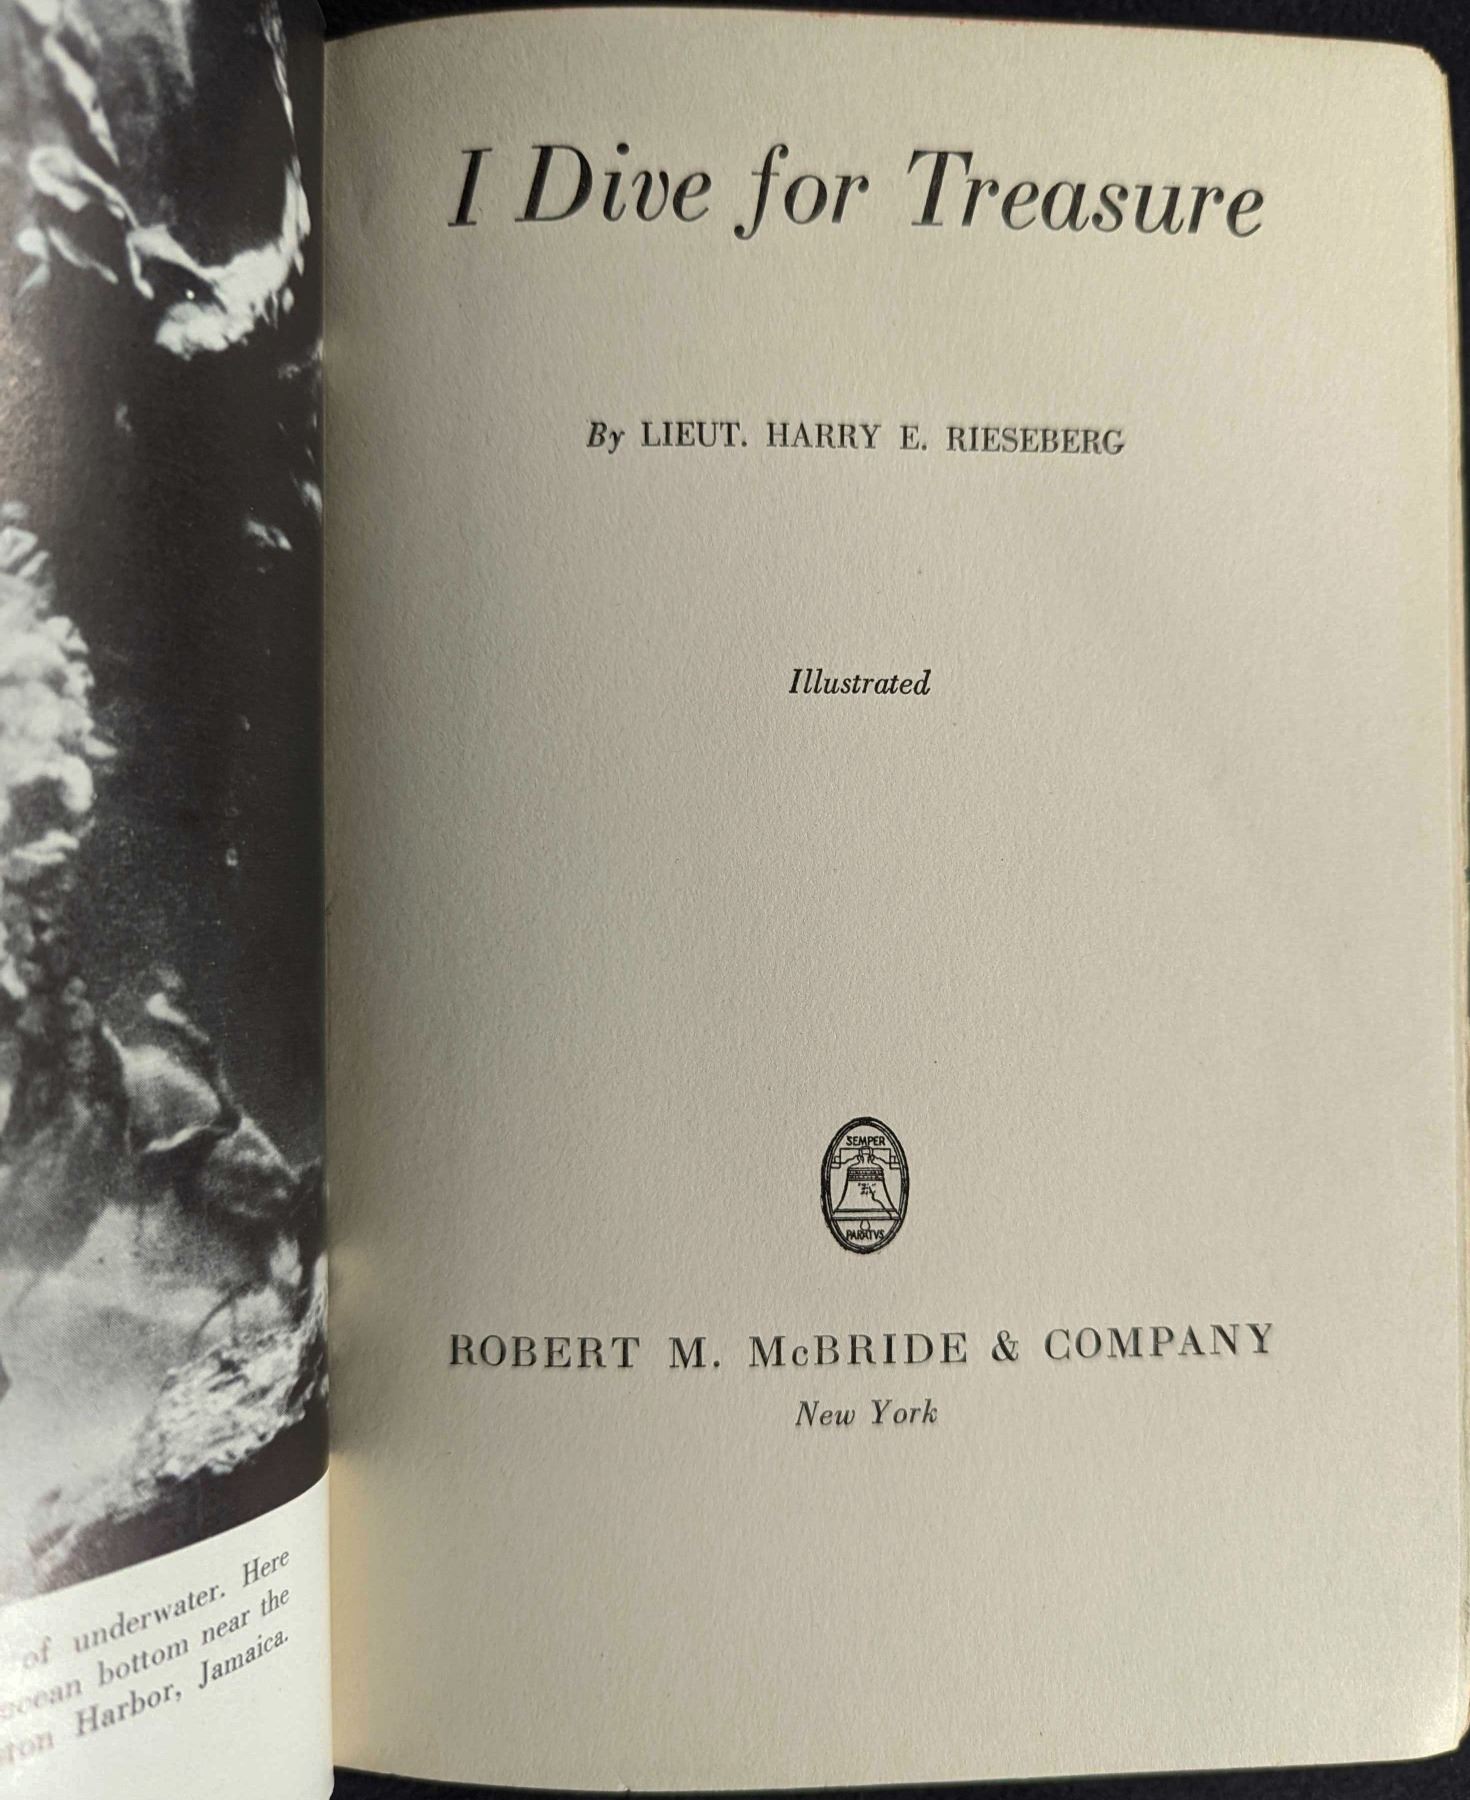 I Dive for Treasure
By LIEUT. HARRY E. RIESEBERG
Illustrated
SEMPER
PARATVS
ROBERT M. McBRIDE & COMPANY
New York
of underwater. Here
ocean bottom near the
Harbor, Jamaica.